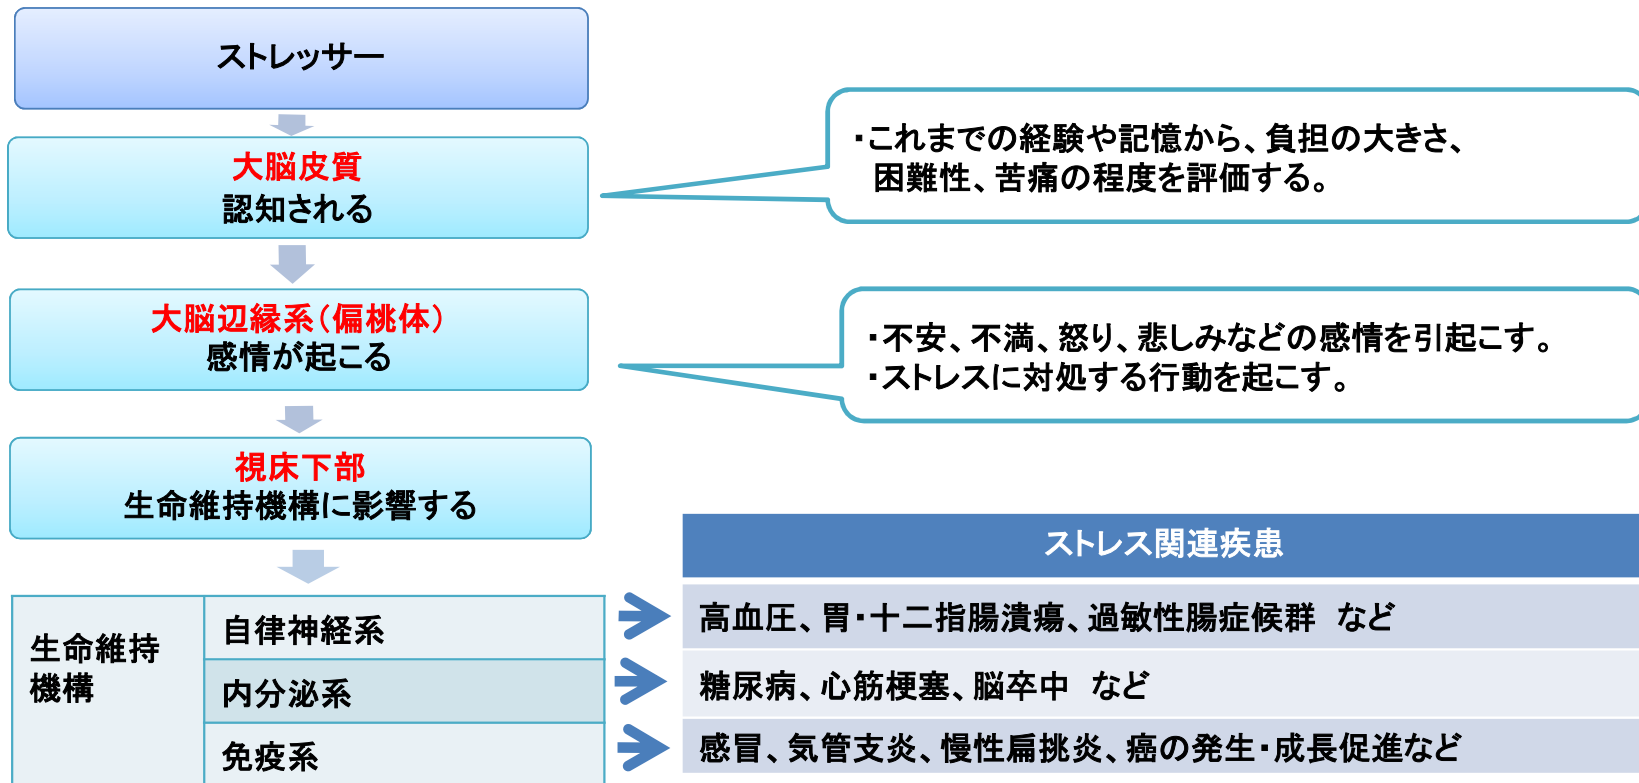 ストレッサー
大脳皮質
認知される
・これまでの経験や記憶から、負担の大きさ、
困難性、苦痛の程度を評価する。
大脳辺縁系(偏桃体)
感情が起こる
・不安、不満、怒り、悲しみなどの感情を引起こす。
・ストレスに対処する行動を起こす。
視床下部
生命維持機構に影響する
ストレス関連疾患
生命維持
機構
自律神経系
高血圧、胃・十二指腸潰瘍、過敏性腸症候群 など
内分泌系
糖尿病、心筋梗塞、脳卒中 など
免疫系
感冒、気管支炎、慢性扁挑炎、癌の発生・成長促進など